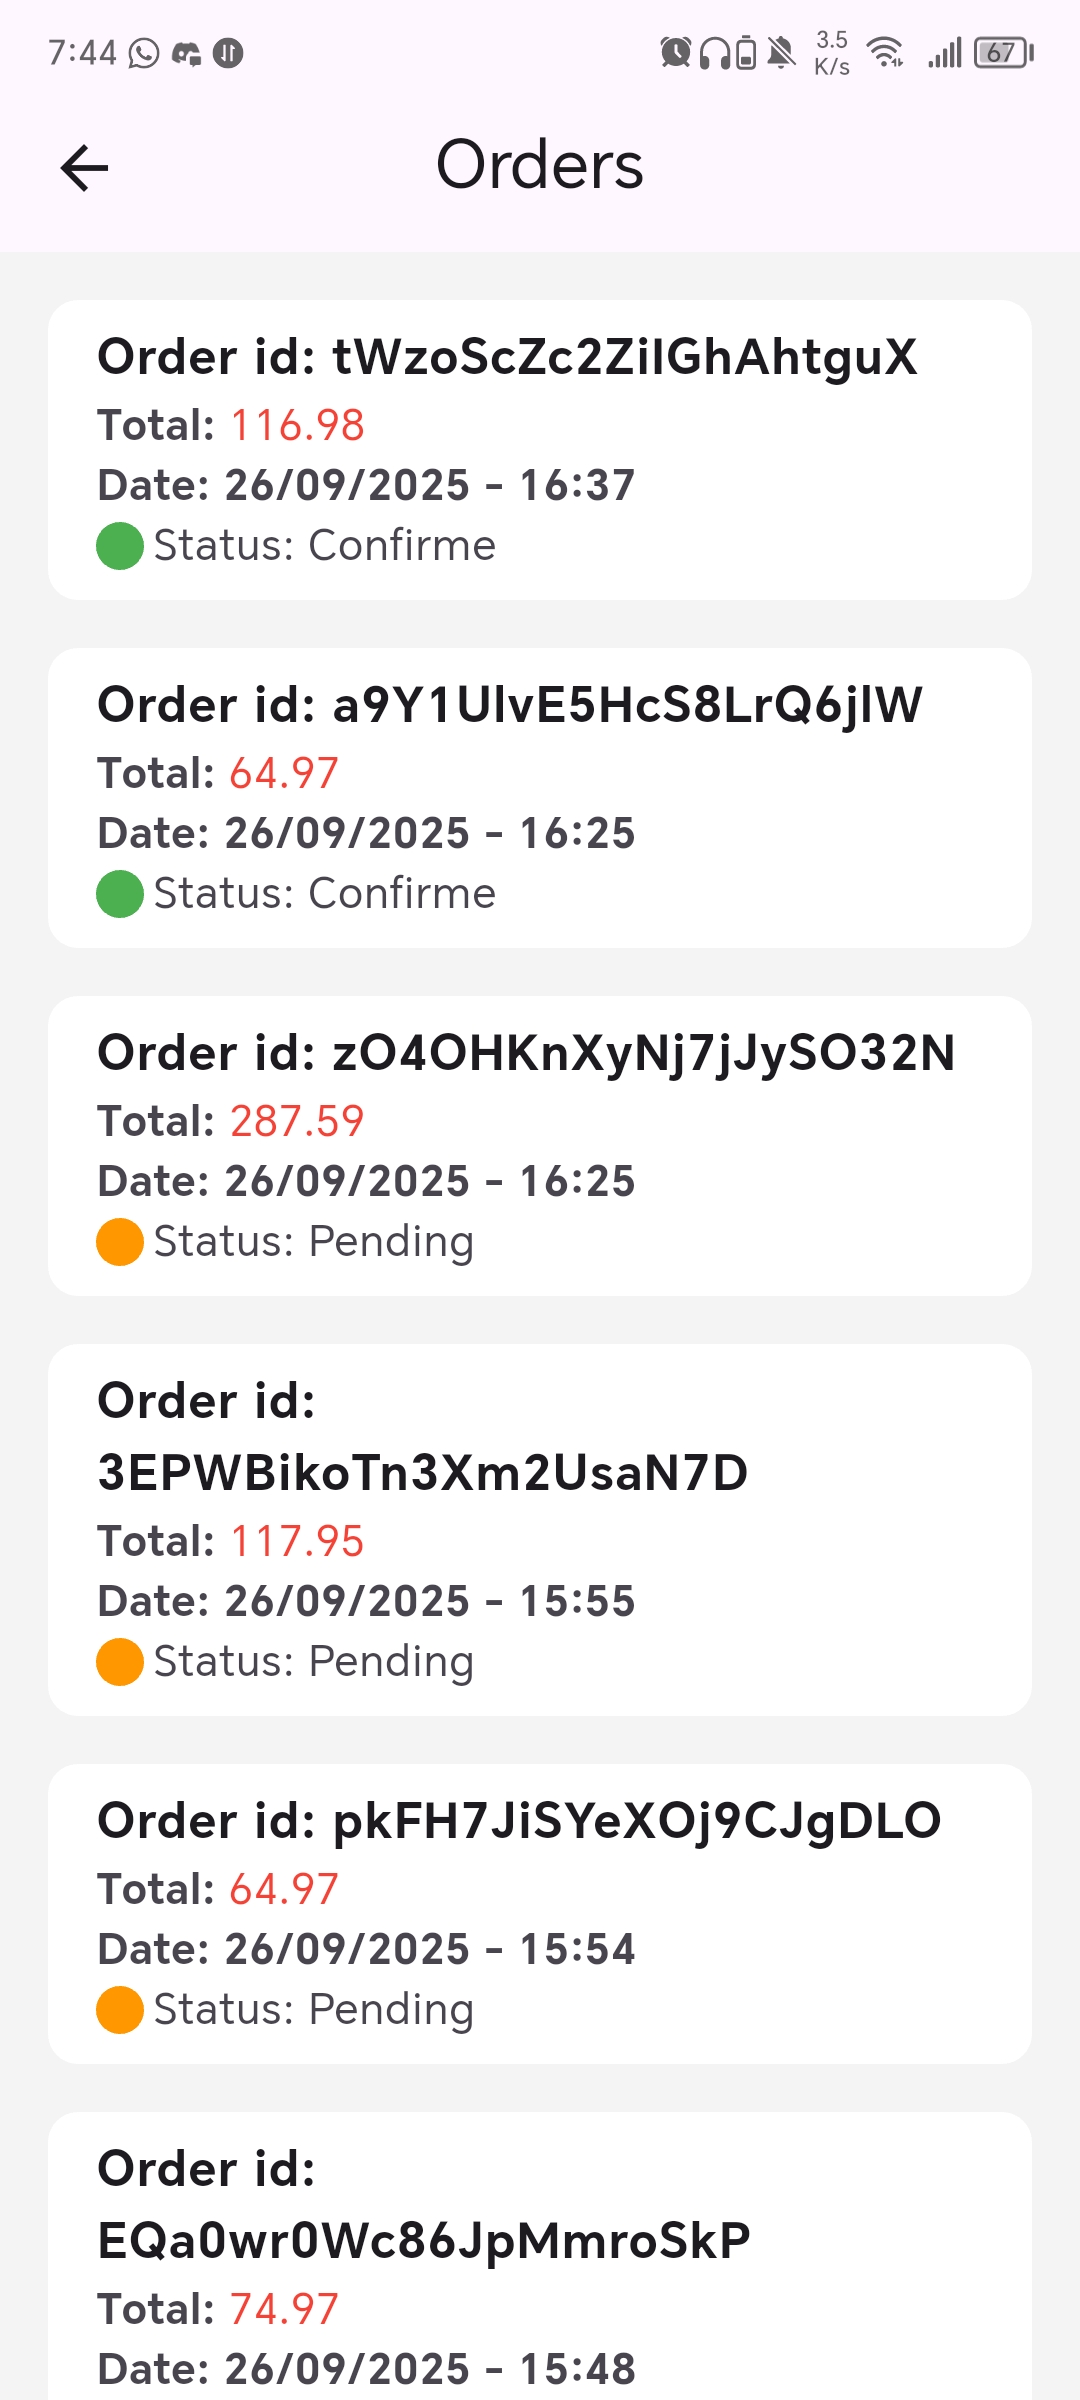 7:44
3.5
K/s
67
Orders
Order id: tWzoScZc2ZiIGhAhtguX
Total: 116.98
Date: 26/09/2025 - 16:37
Status: Confirme
Order id: a9Y1UlvE5HcS8LrQ6jlW
Total: 64.97
Date: 26/09/2025 - 16:25
Status: Confirme
Order id: zO4OHKnXyNj7jJySO32N
Total: 287.59
Date: 26/09/2025 - 16:25
Status: Pending
Order id:
3EPWBikoTn3Xm2UsaN7D
Total: 117.95
Date: 26/09/2025 - 15:55
Status: Pending
Order id: pkFH7JiSYeXOj9CJgDLO
Total: 64.97
Date: 26/09/2025 - 15:54
Status: Pending
Order id:
EQa0wr0Wc86JpMmroSkP
Total: 74.97
Date: 26/09/2025 - 15:48